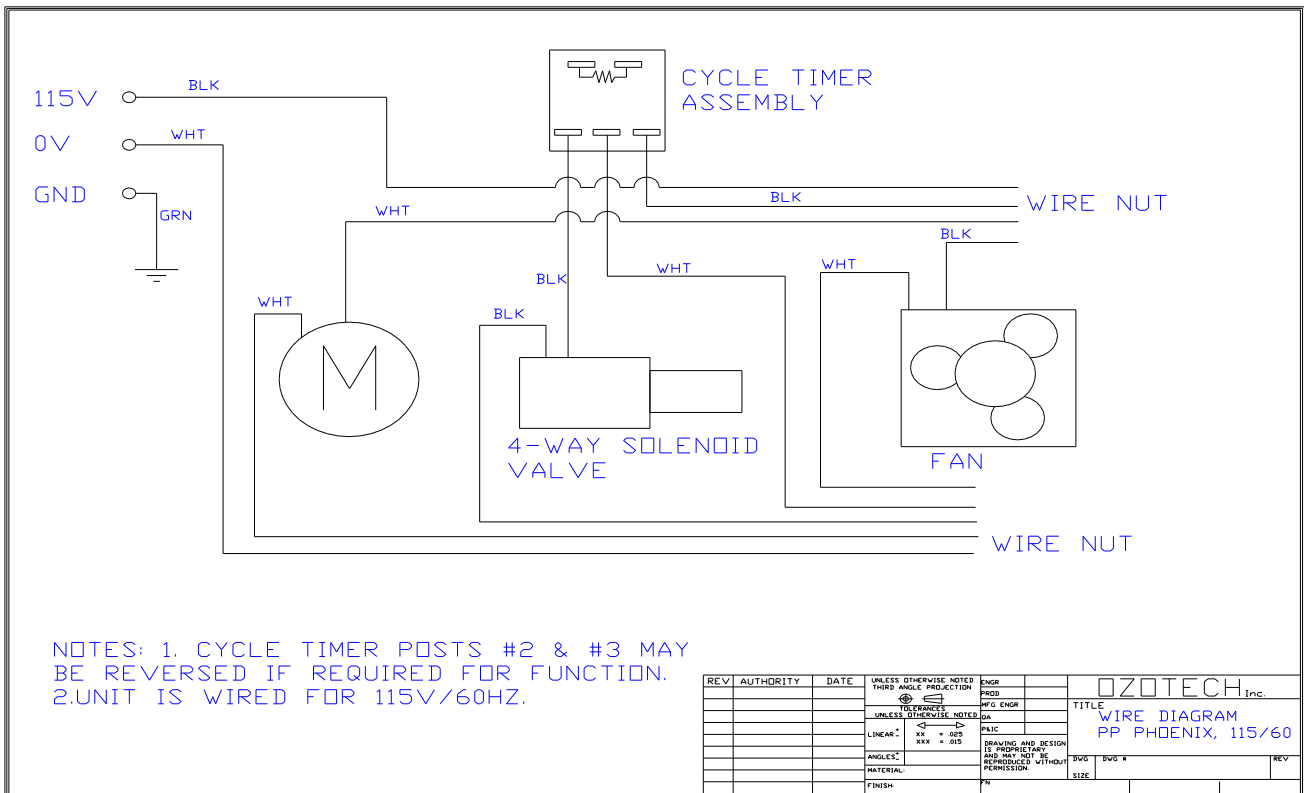 CYCLE TIMER
ASSEMBLY
115V
BLK
0V
WHT
GND
GRN
WHT
BLK
WIRE NUT
BLK
WHT
BLK
WHT
WHT
BLK
M
4-WAY SOLENOID
VALVE
FAN
WIRE NUT
NOTES: 1. CYCLE TIMER POSTS #2 & #3 MAY
BE REVERSED IF REQUIRED FOR FUNCTION.
2.UNIT IS WIRED FOR 115V/60HZ.
REV AUTHORITY DATE
UNLESS OTHERWISE NOTED
THIRD ANGLE PROJECTION
TOLERANCES
UNLESS OTHERWISE NOTED
LINEAR +-
XX = .025
XXX = .015
ANGLES +-
MATERIAL:
FINISH:
ENGR
PROD
MFG ENGR
QA
P&IC
DRAWING AND DESIGN
IS PROPRIETARY
AND MAY NOT BE
REPRODUCED WITHOUT
PERMISSION.
FN
OZOTECH Inc.
TITLE
WIRE DIAGRAM
PP PHOENIX, 115/60
DWG DWG # REV
SIZE